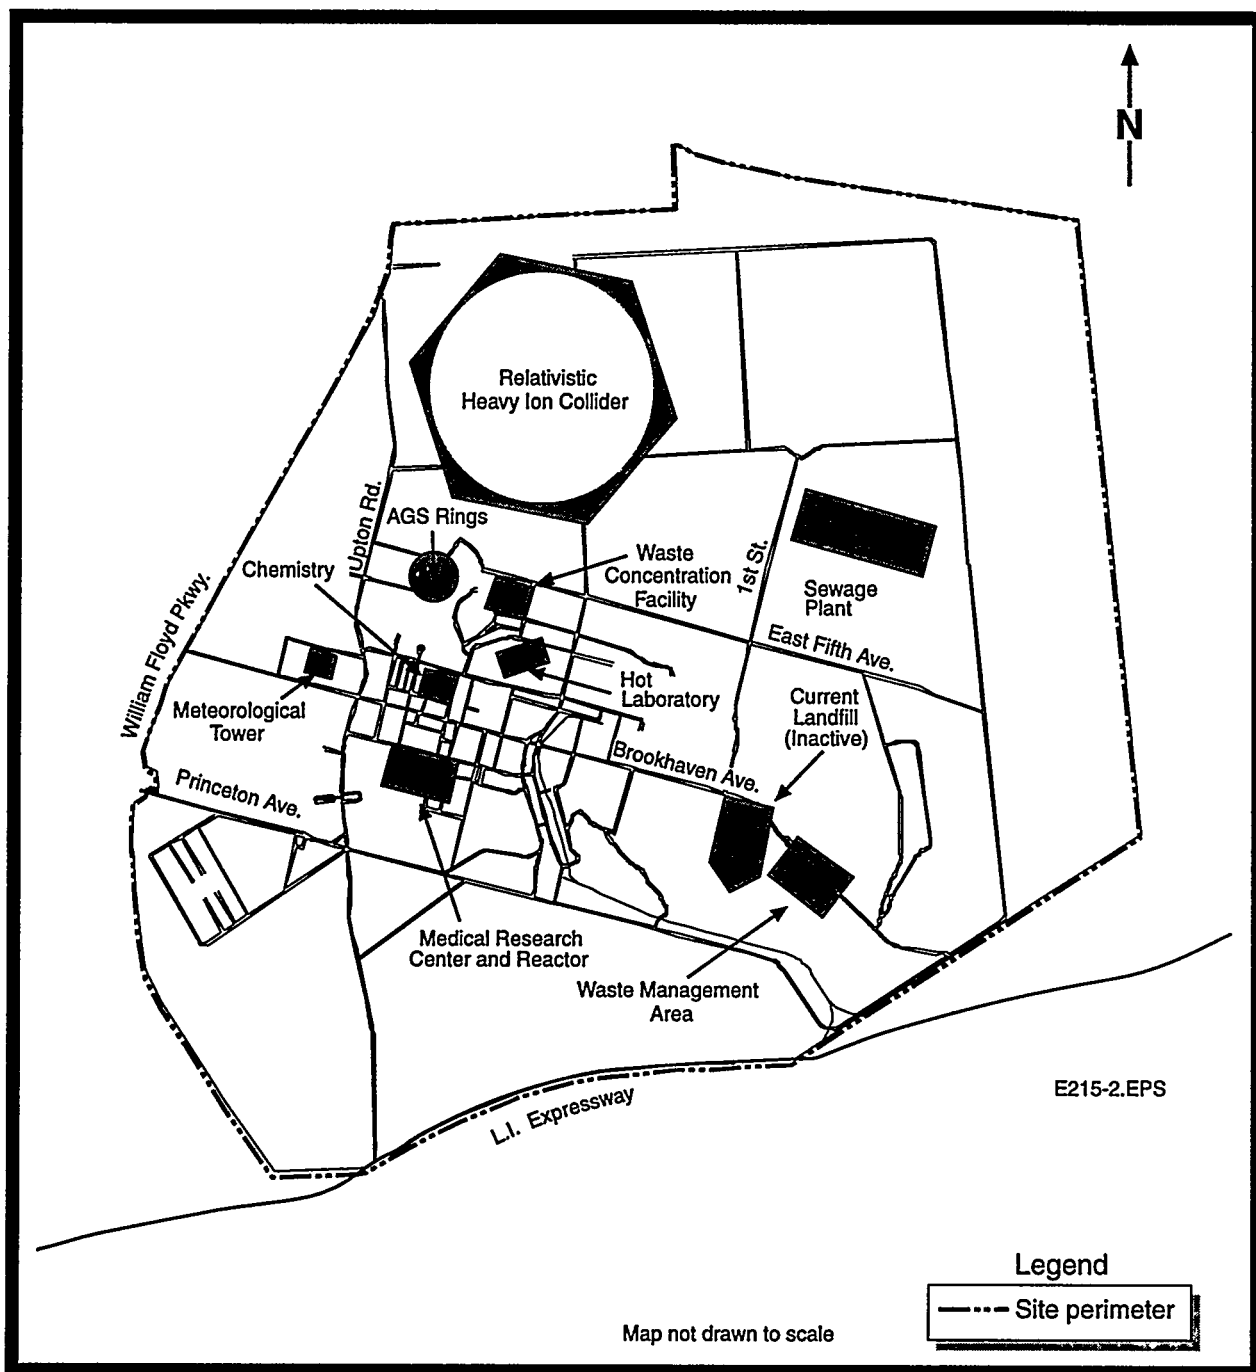 N
Relativistic
Heavy Ion Collider
Upton Rd.
AGS Rings
Chemistry
Waste
Concentration
Facility
1st St.
Sewage
Plant
East Fifth Ave.
William Floyd Pkwy.
Meteorological
Tower
Hot
Laboratory
Current
Landfill
(Inactive)
Brookhaven Ave.
Princeton Ave.
Medical Research
Center and Reactor
Waste Management
Area
L.I. Expressway
E215-2.EPS
Legend
Site perimeter
Map not drawn to scale